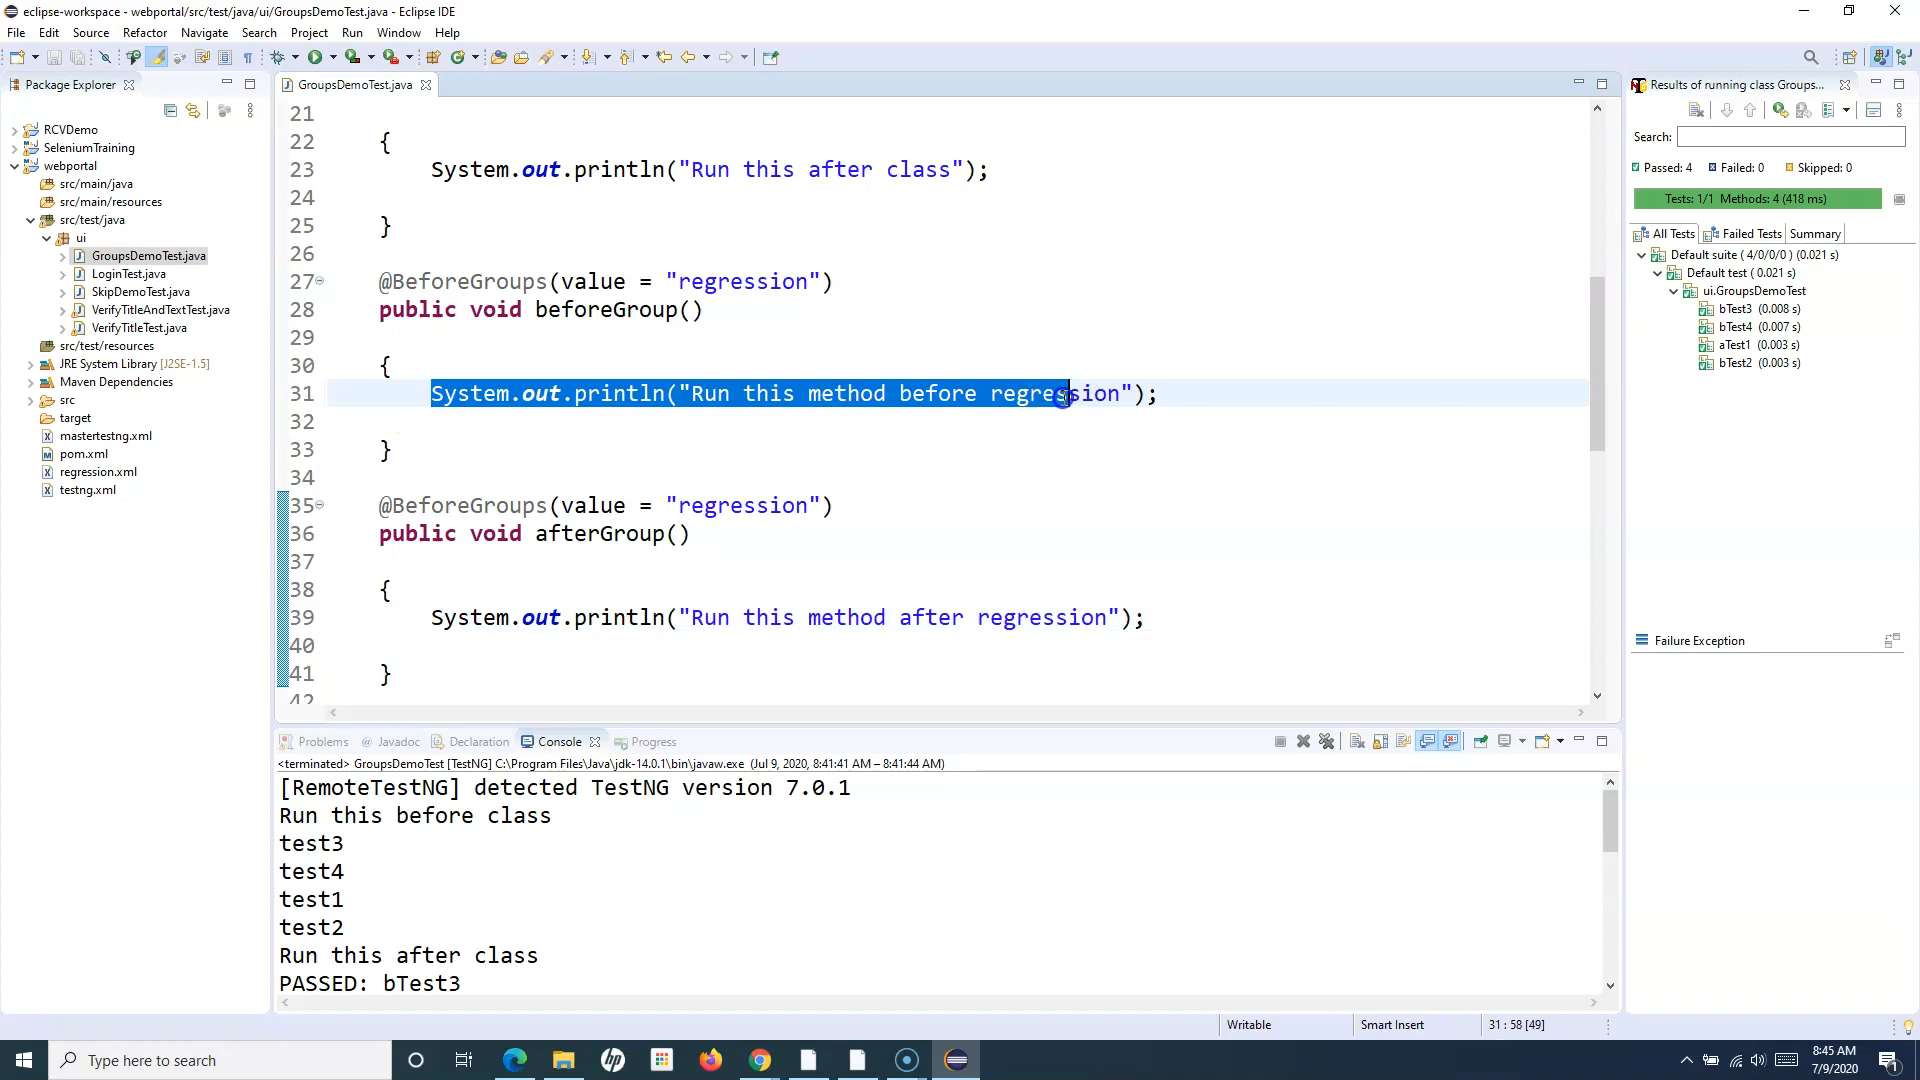 eclipse-workspace - webportal/src/test/java/ui/GroupsDemoTest.java - Eclipse IDE
File Edit Source Refactor Navigate Search Project Run Window Help
Package Explorer
RCVDemo
SeleniumTraining
webportal
src/main/java
src/main/resources
src/test/java
ui
GroupsDemoTest.java
LoginTest.java
SkipDemoTest.java
VerifyTitleAndTextTest.java
VerifyTitleTest.java
src/test/resources
JRE System Library [J2SE-1.5]
Maven Dependencies
src
target
mastertestng.xml
pom.xml
regression.xml
testng.xml
GroupsDemoTest.java
21
22 {
23 System.out.println("Run this after class");
24
25 }
26
27 @BeforeGroups(value = "regression")
28 public void beforeGroup()
29
30 {
31 System.out.println("Run this method before regression");
32
33 }
34
35 @BeforeGroups(value = "regression")
36 public void afterGroup()
37
38 {
39 System.out.println("Run this method after regression");
40
41 }
42
Problems Javadoc Declaration Console Progress
<terminated> GroupsDemoTest [TestNG] C:\Program Files\Java\jdk-14.0.1\bin\javaw.exe (Jul 9, 2020, 8:41:41 AM – 8:41:44 AM)
[RemoteTestNG] detected TestNG version 7.0.1
Run this before class
test3
test4
test1
test2
Run this after class
PASSED: bTest3
Results of running class Groups...
Search:
Passed: 4 Failed: 0 Skipped: 0
Tests: 1/1 Methods: 4 (418 ms)
All Tests Failed Tests Summary
Default suite ( 4/0/0/0 ) (0.021 s)
Default test ( 0.021 s)
ui.GroupsDemoTest
bTest3 (0.008 s)
bTest4 (0.007 s)
aTest1 (0.003 s)
bTest2 (0.003 s)
Failure Exception
Writable Smart Insert 31 : 58 [49]
Type here to search
hp
8:45 AM
7/9/2020
1